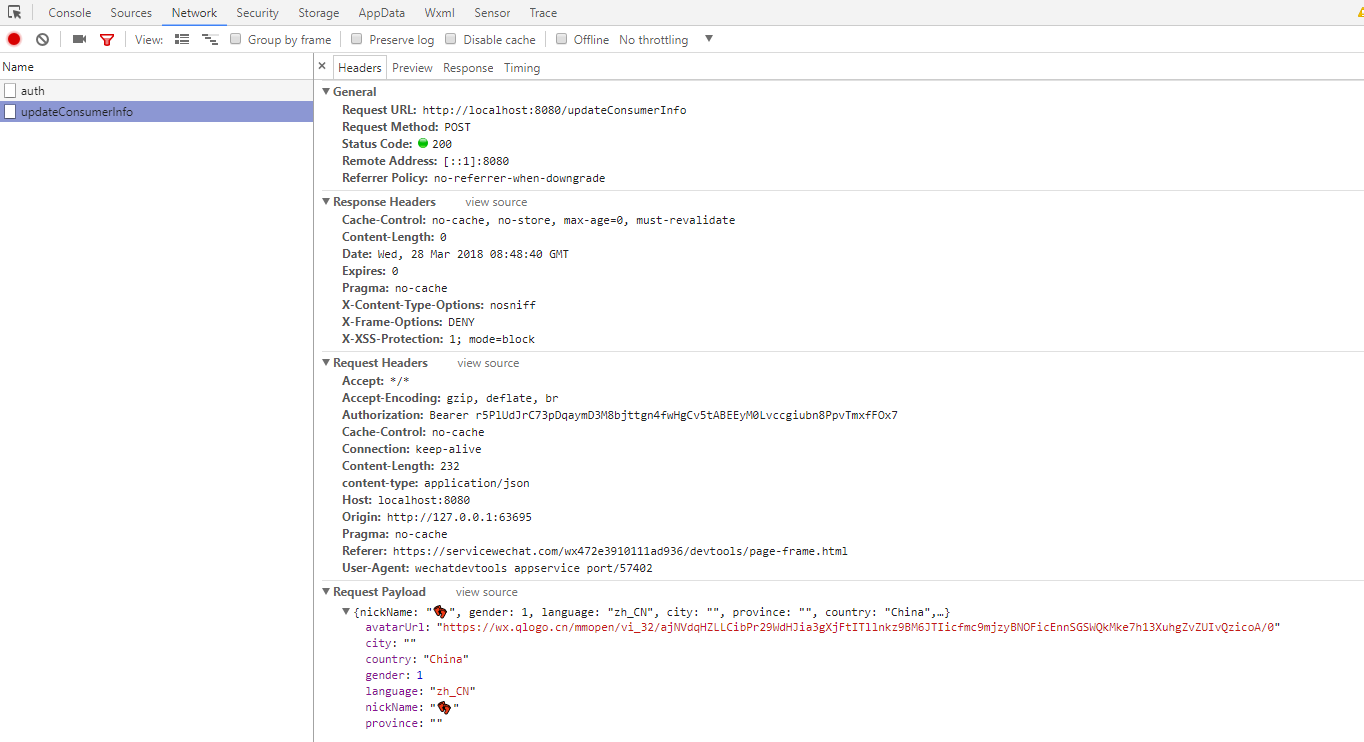 Console Sources Network Security Storage AppData Wxml Sensor Trace
View: Group by frame Preserve log Disable cache Offline No throttling
Name
Headers Preview Response Timing
auth
updateConsumerInfo
General
Request URL: http://localhost:8080/updateConsumerInfo
Request Method: POST
Status Code: 200
Remote Address: [::1]:8080
Referrer Policy: no-referrer-when-downgrade
Response Headers view source
Cache-Control: no-cache, no-store, max-age=0, must-revalidate
Content-Length: 0
Date: Wed, 28 Mar 2018 08:48:40 GMT
Expires: 0
Pragma: no-cache
X-Content-Type-Options: nosniff
X-Frame-Options: DENY
X-XSS-Protection: 1; mode=block
Request Headers view source
Accept: */*
Accept-Encoding: gzip, deflate, br
Authorization: Bearer r5PlUdJrC73pDqaymD3M8bjttgn4fwHgCv5tABEEyM0Lvccgiubn8PpvTmxfFOx7
Cache-Control: no-cache
Connection: keep-alive
Content-Length: 232
content-type: application/json
Host: localhost:8080
Origin: http://127.0.0.1:63695
Pragma: no-cache
Referer: https://servicewechat.com/wx472e3910111ad936/devtools/page-frame.html
User-Agent: wechatdevtools appservice port/57402
Request Payload view source
{nickName: "👣", gender: 1, language: "zh_CN", city: "", province: "", country: "China",…}
avatarUrl: "https://wx.qlogo.cn/mmopen/vi_32/ajNVdqHZLLCibPr29WdHJia3gXjFtITllnkz9BM6JTIicfmc9mjzyBNOFicEnnSGSWQkMke7h13XuhgZvZUIvQzicoA/0"
city: ""
country: "China"
gender: 1
language: "zh_CN"
nickName: "👣"
province: ""